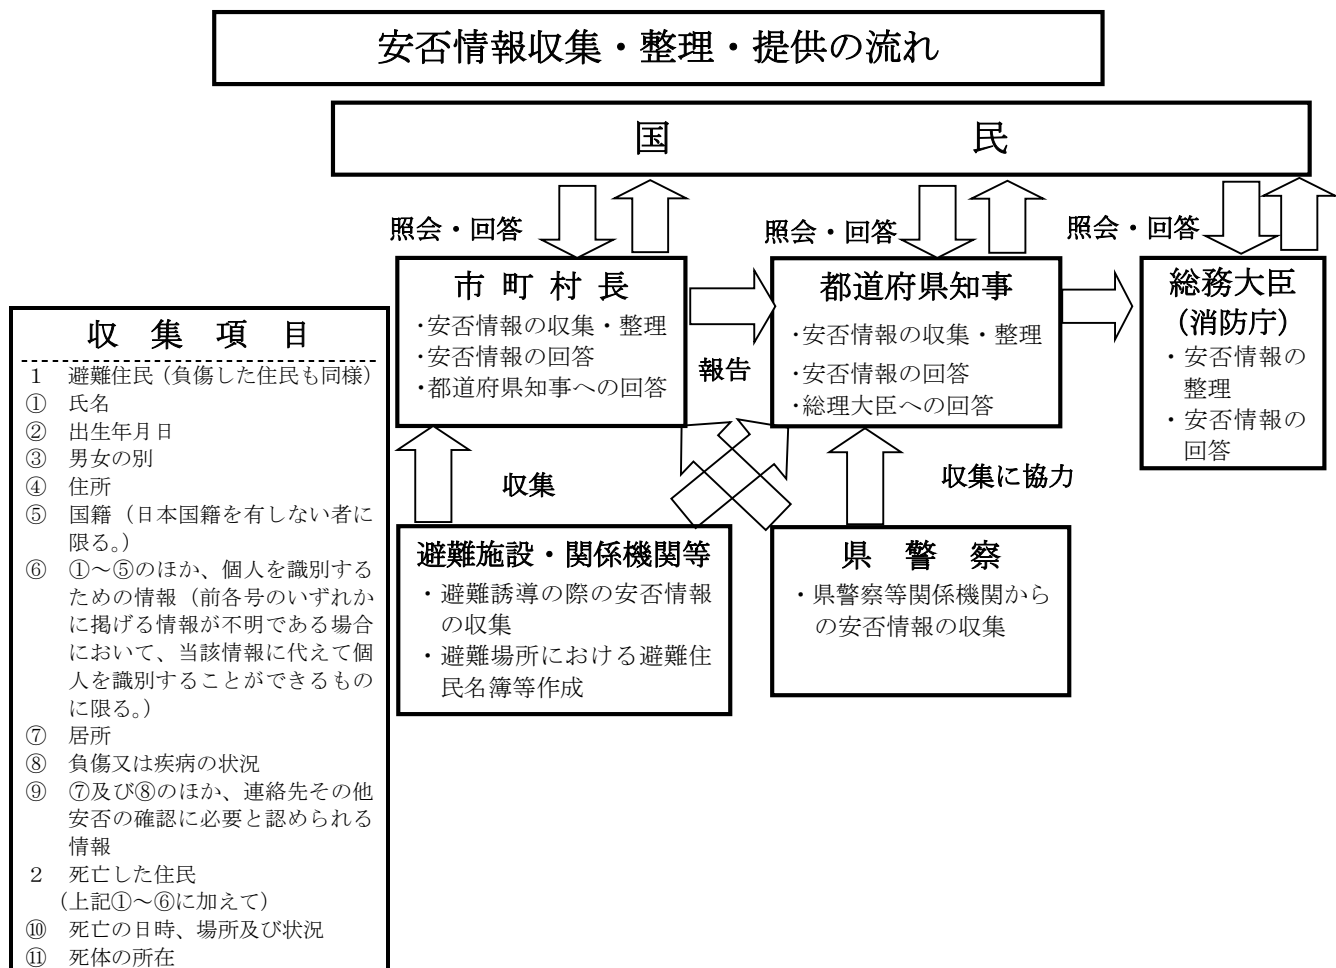 安否情報収集・整理・提供の流れ
国　民
照会・回答
照会・回答
照会・回答
市 町 村 長
・安否情報の収集・整理
・安否情報の回答
・都道府県知事への回答
報告
都道府県知事
・安否情報の収集・整理
・安否情報の回答
・総理大臣への回答
総務大臣
（消防庁）
・安否情報の
整理
・安否情報の
回答
収集
収集に協力
避難施設・関係機関等
・避難誘導の際の安否情報
の収集
・避難場所における避難住
民名簿等作成
県 警 察
・県警察等関係機関から
の安否情報の収集
収 集 項 目
1 避難住民（負傷した住民も同様）
① 氏名
② 出生年月日
③ 男女の別
④ 住所
⑤ 国籍（日本国籍を有しない者に
限る。）
⑥ ①～⑤のほか、個人を識別する
ための情報（前各号のいずれか
に掲げる情報が不明である場合
において、当該情報に代えて個
人を識別することができるもの
に限る。）
⑦ 居所
⑧ 負傷又は疾病の状況
⑨ ⑦及び⑧のほか、連絡先その他
安否の確認に必要と認められる
情報
2 死亡した住民
（上記①～⑥に加えて）
⑩ 死亡の日時、場所及び状況
⑪ 死体の所在